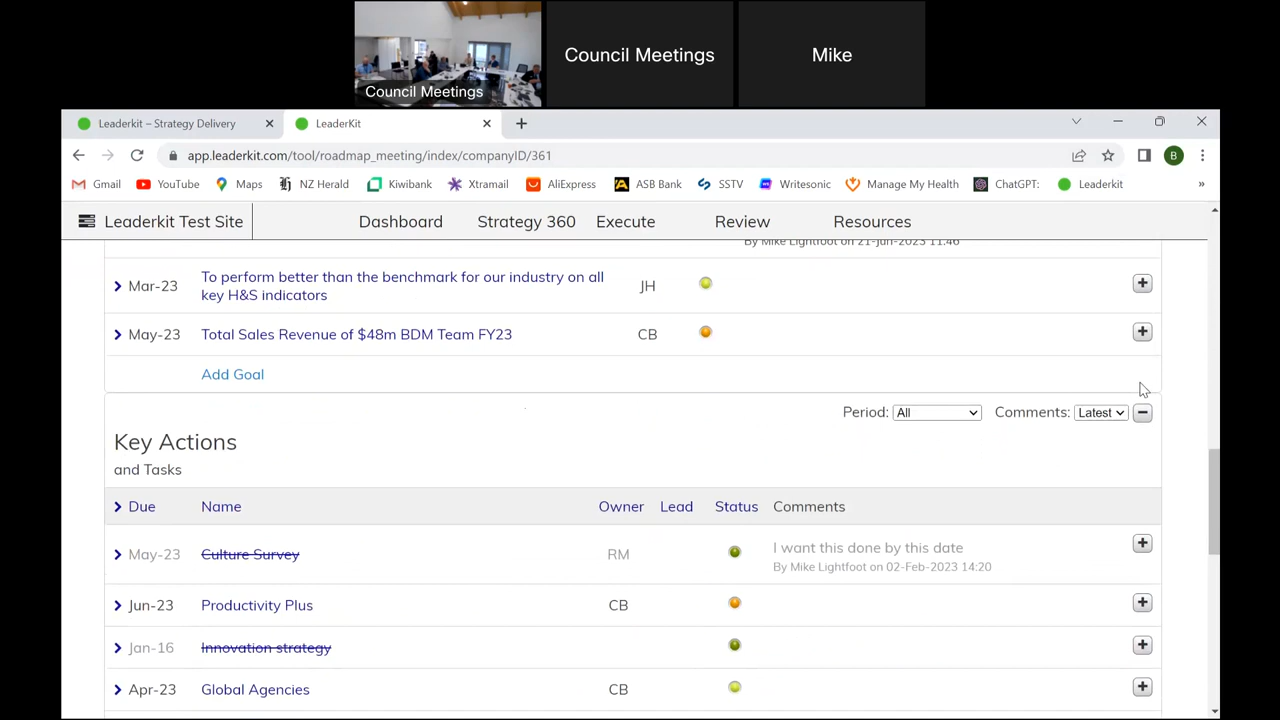 Council Meetings
Council Meetings
Mike
Leaderkit – Strategy Delivery
LeaderKit
app.leaderkit.com/tool/roadmap_meeting/index/companyID/361
B
Gmail YouTube Maps NZ Herald Kiwibank Xtramail AliExpress ASB Bank SSTV Writesonic Manage My Health ChatGPT: Leaderkit »
Leaderkit Test Site Dashboard Strategy 360 Execute Review Resources
By Mike Lightfoot on 21-Jun-2023 11:46
Mar-23 To perform better than the benchmark for our industry on all JH
key H&S indicators
May-23 Total Sales Revenue of $48m BDM Team FY23 CB
Add Goal
Period: All Comments: Latest
Key Actions
and Tasks
Due Name Owner Lead Status Comments
May-23 Culture Survey RM I want this done by this date
By Mike Lightfoot on 02-Feb-2023 14:20
Jun-23 Productivity Plus CB
Jan-16 Innovation strategy
Apr-23 Global Agencies CB